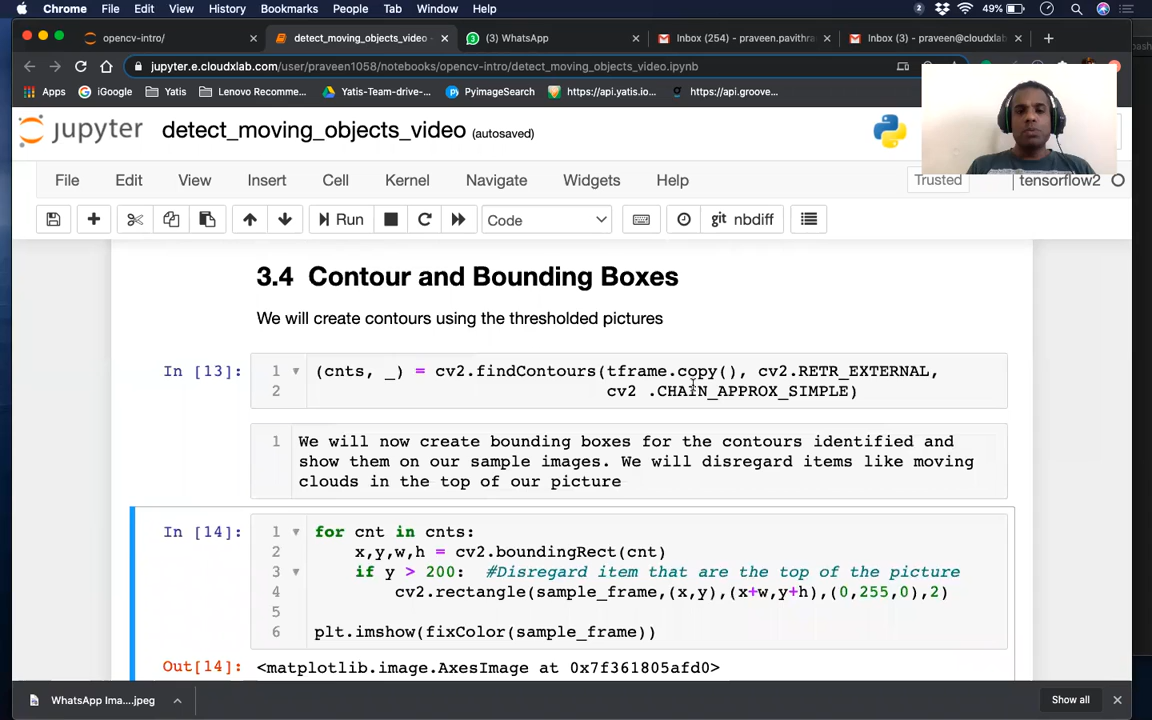 Chrome File Edit View History Bookmarks People Tab Window Help 2 49%
opencv-intro/ detect_moving_objects_video (3) WhatsApp Inbox (254) - praveen.pavithra Inbox (3) - praveen@cloudxlab
jupyter.e.cloudxlab.com/user/praveen1058/notebooks/opencv-intro/detect_moving_objects_video.ipynb
Apps iGoogle Yatis Lenovo Recomme... Yatis-Team-drive-... PyimageSearch https://api.yatis.io... https://api.groove...
jupyter detect_moving_objects_video (autosaved)
File Edit View Insert Cell Kernel Navigate Widgets Help Trusted tensorflow2
Run Code git nbdiff
3.4 Contour and Bounding Boxes
We will create contours using the thresholded pictures
In [13]: 1 (cnts, _) = cv2.findContours(tframe.copy(), cv2.RETR_EXTERNAL,
2 cv2 .CHAIN_APPROX_SIMPLE)
1 We will now create bounding boxes for the contours identified and
show them on our sample images. We will disregard items like moving
clouds in the top of our picture
In [14]: 1 for cnt in cnts:
2 x,y,w,h = cv2.boundingRect(cnt)
3 if y > 200: #Disregard item that are the top of the picture
4 cv2.rectangle(sample_frame,(x,y),(x+w,y+h),(0,255,0),2)
5
6 plt.imshow(fixColor(sample_frame))
Out[14]: <matplotlib.image.AxesImage at 0x7f361805afd0>
WhatsApp Ima....jpeg Show all